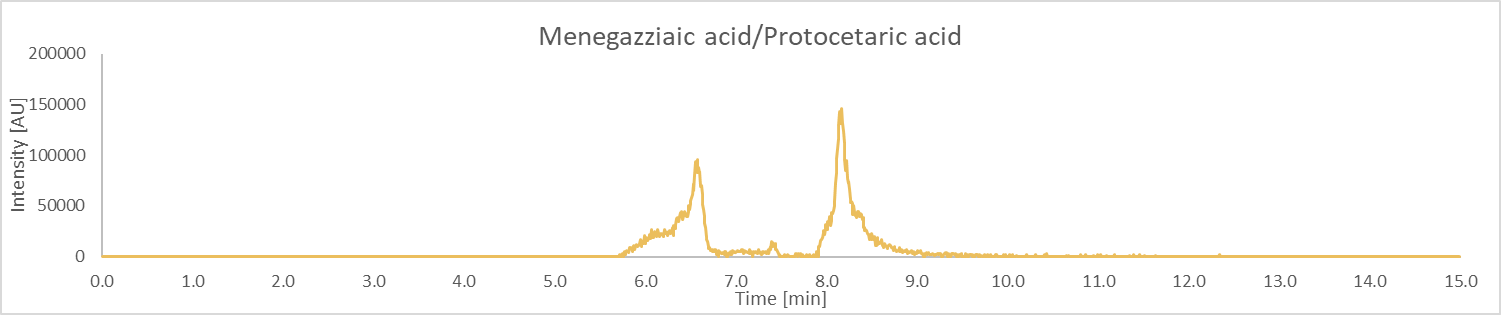 Menegazziaic acid/Protocetaric acid
200000
150000
100000
50000
0
Intensity [AU]
0.0 1.0 2.0 3.0 4.0 5.0 6.0 7.0 8.0 9.0 10.0 11.0 12.0 13.0 14.0 15.0
Time [min]